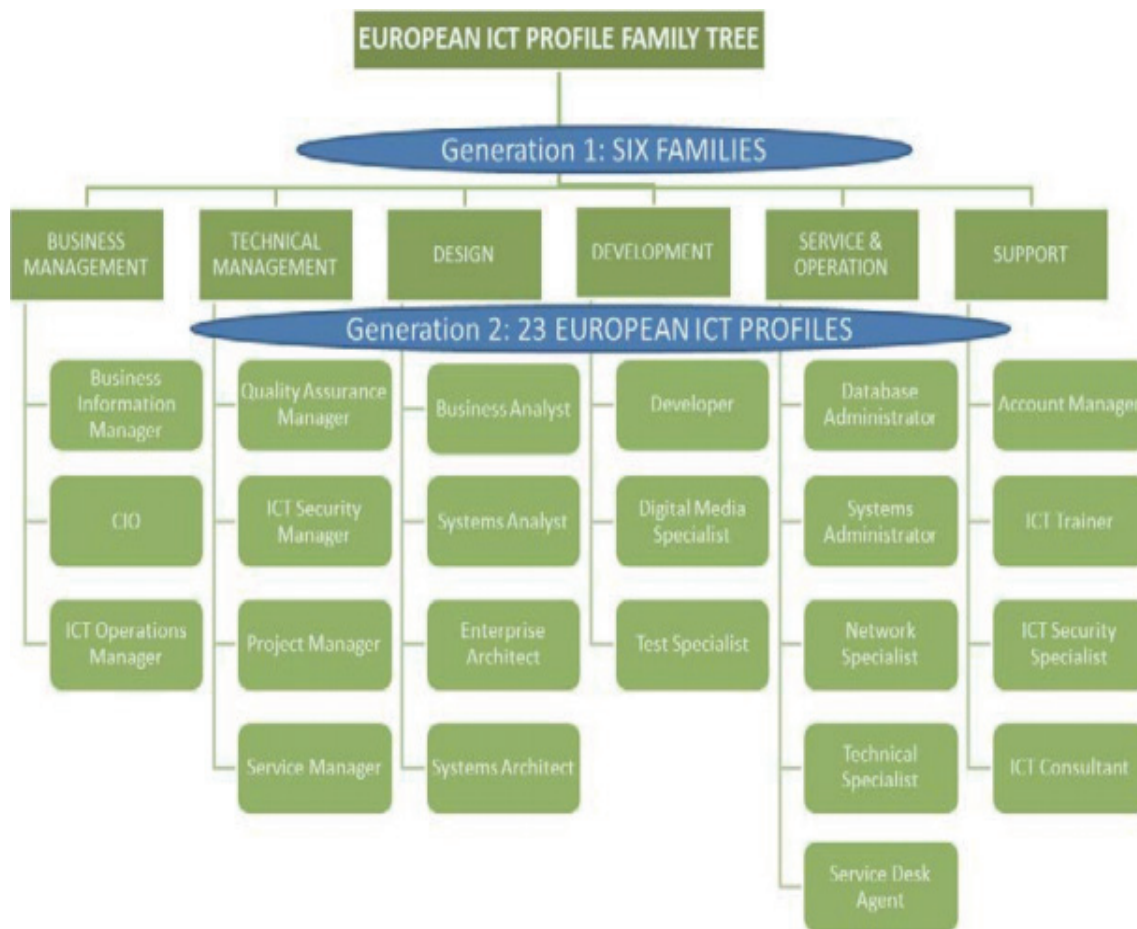 EUROPEAN ICT PROFILE FAMILY TREE
Generation 1: SIX FAMILIES
BUSINESS
MANAGEMENT
TECHNICAL
MANAGEMENT
DESIGN
DEVELOPMENT
SERVICE &
OPERATION
SUPPORT
Generation 2: 23 EUROPEAN ICT PROFILES
Business
Information
Manager
CIO
ICT Operations
Manager
Quality Assurance
Manager
ICT Security
Manager
Project Manager
Service Manager
Business Analyst
Systems Analyst
Enterprise
Architect
Systems Architect
Developer
Digital Media
Specialist
Test Specialist
Database
Administrator
Systems
Administrator
Network
Specialist
Technical
Specialist
Service Desk
Agent
Account Manager
ICT Trainer
ICT Security
Specialist
ICT Consultant